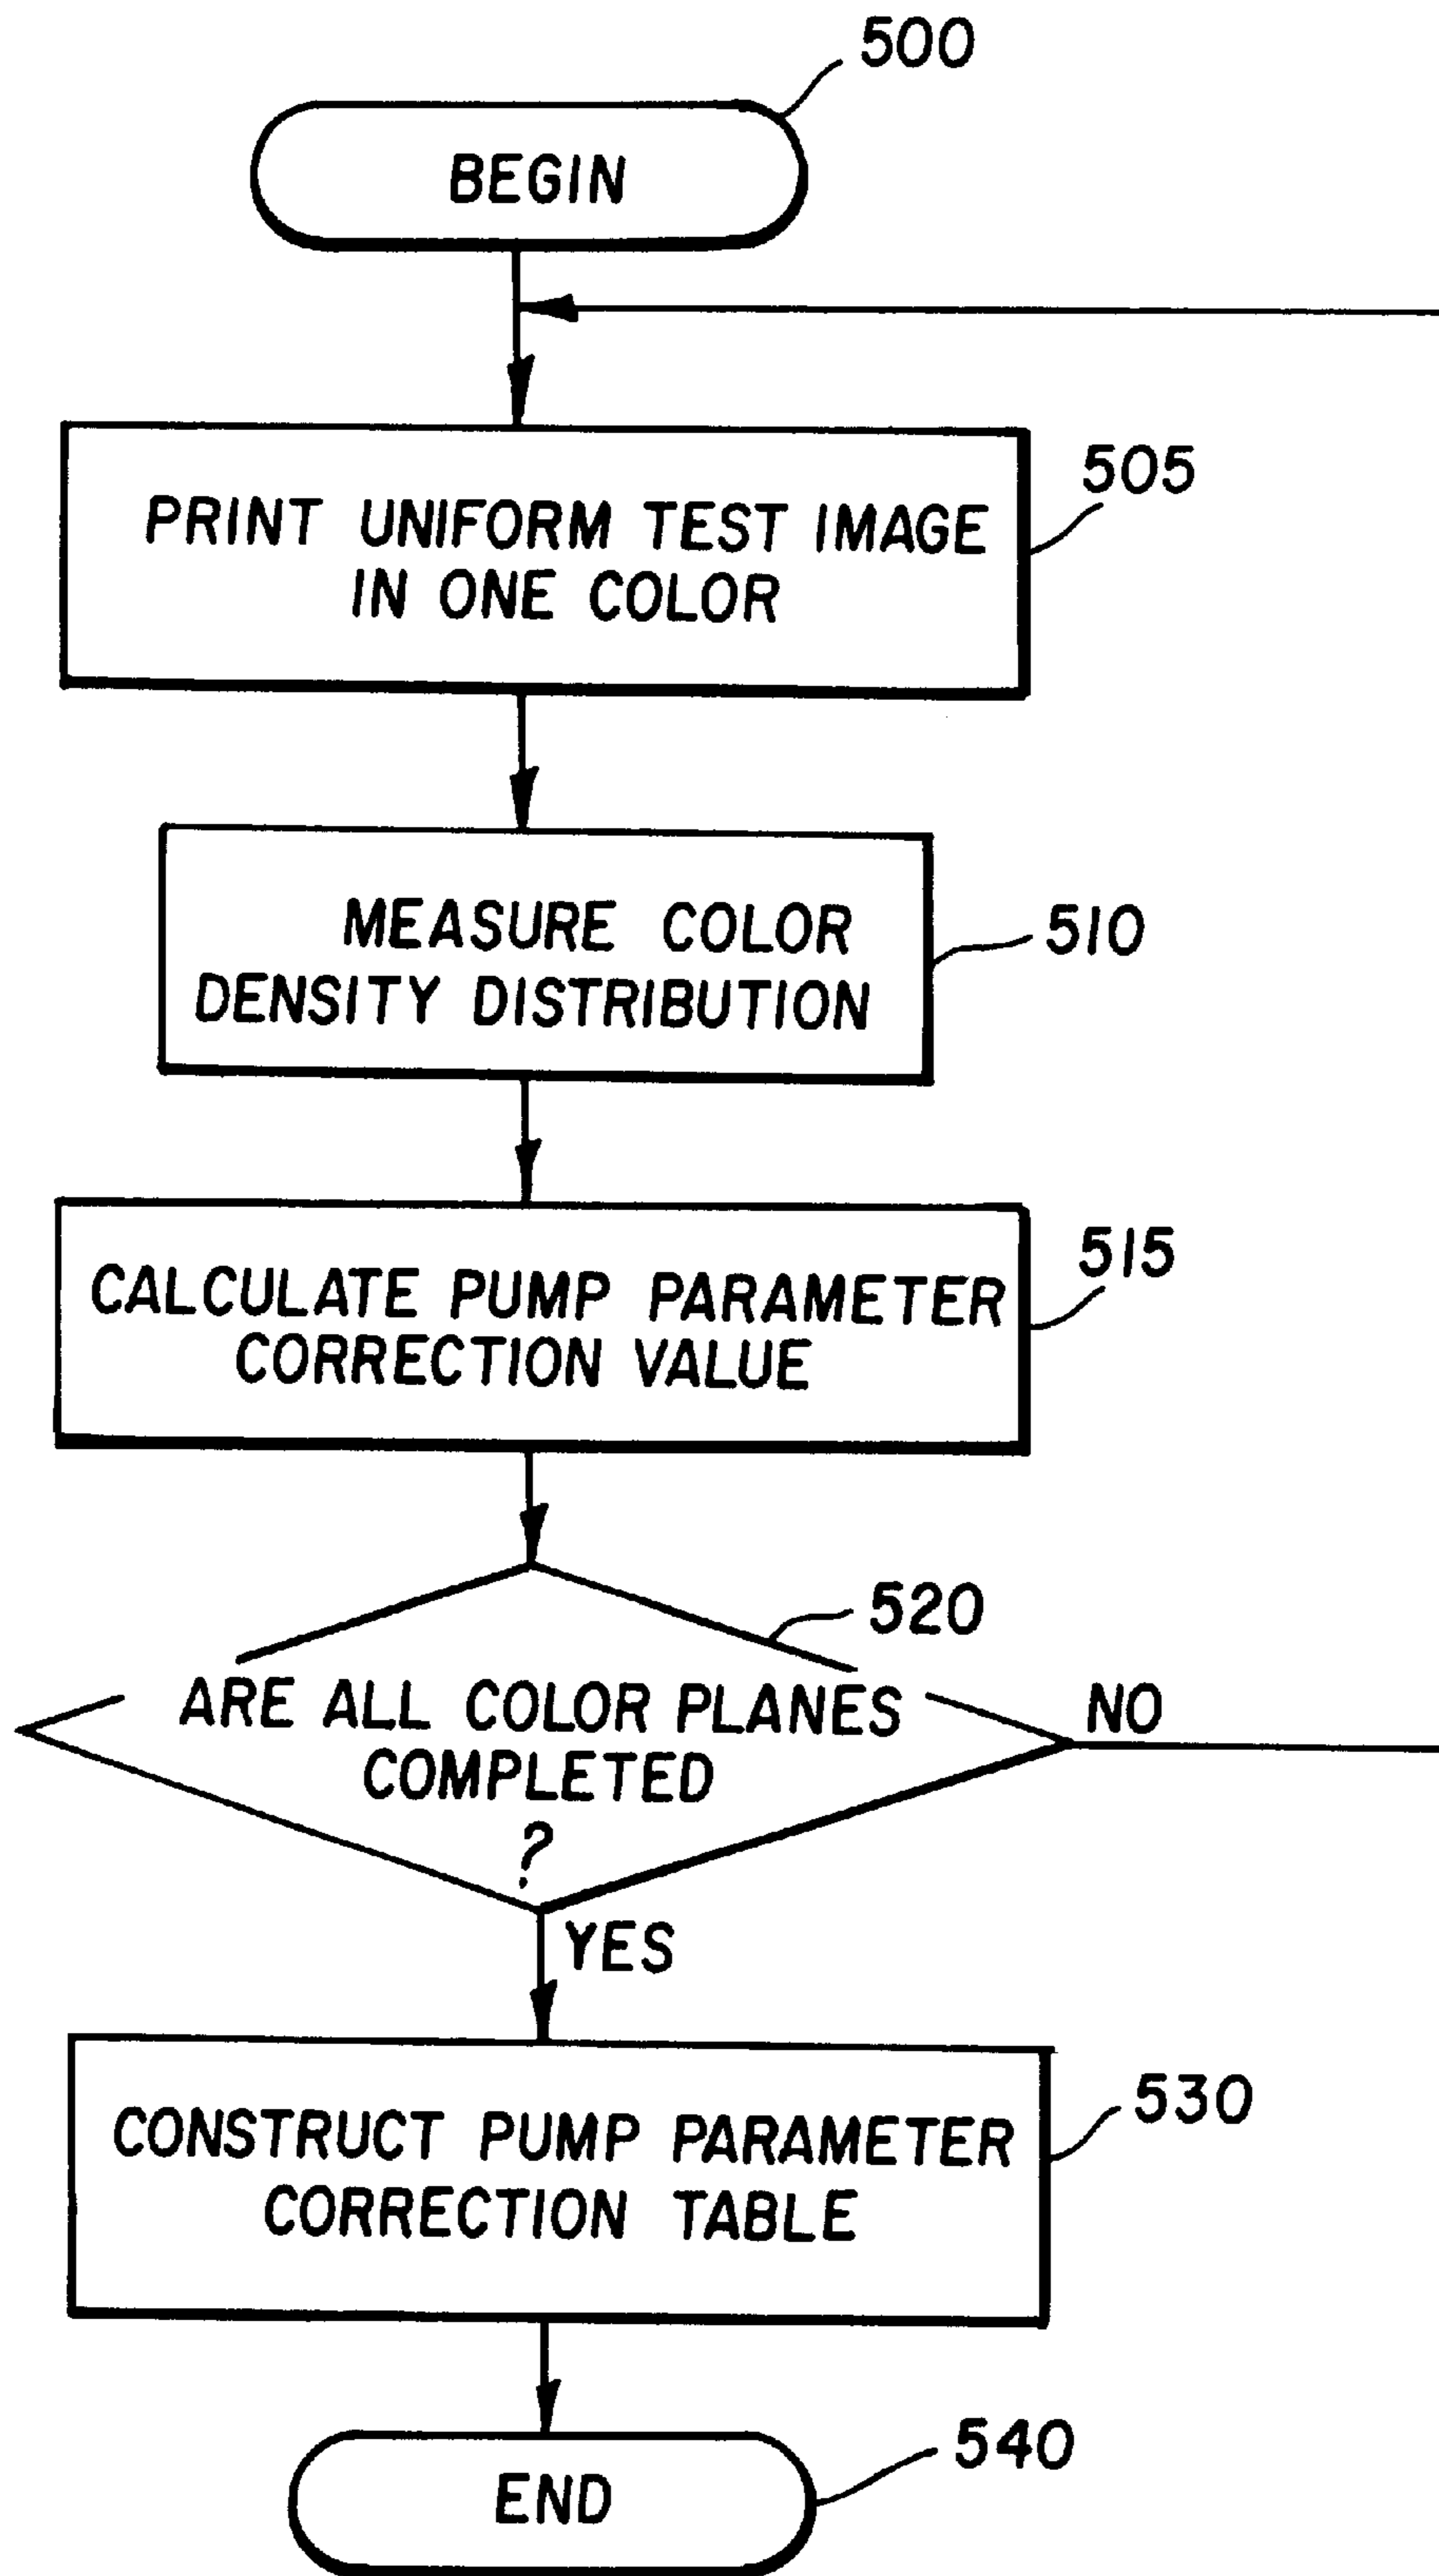 500
BEGIN
PRINT UNIFORM TEST IMAGE
IN ONE COLOR
505
MEASURE COLOR
DENSITY DISTRIBUTION
510
CALCULATE PUMP PARAMETER
CORRECTION VALUE
515
520
ARE ALL COLOR PLANES
COMPLETED
?
NO
YES
CONSTRUCT PUMP PARAMETER
CORRECTION TABLE
530
END
540